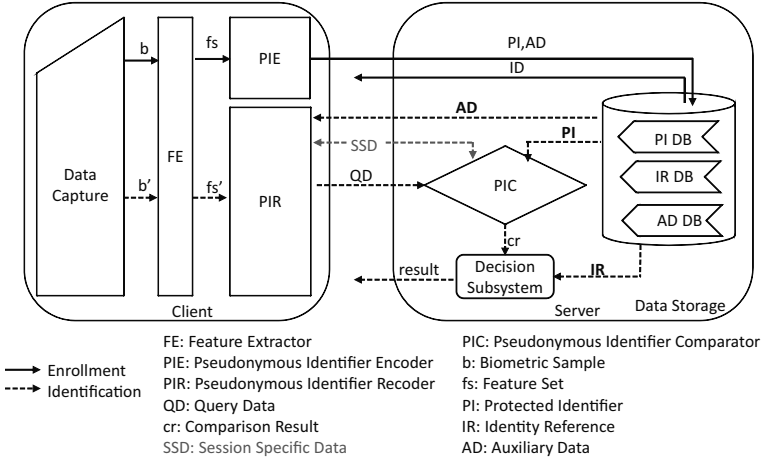 b
fs
PIE
PI,AD
ID
AD
PI
PI DB
SSD
FE
Data
Capture
b'
fs'
PIR
QD
PIC
IR DB
AD DB
cr
result
Decision
Subsystem
IR
Client
Server
Data Storage
FE: Feature Extractor
PIC: Pseudonymous Identifier Comparator
Enrollment
PIE: Pseudonymous Identifier Encoder
b: Biometric Sample
Identification
PIR: Pseudonymous Identifier Recoder
fs: Feature Set
QD: Query Data
PI: Protected Identifier
cr: Comparison Result
IR: Identity Reference
SSD: Session Specific Data
AD: Auxiliary Data